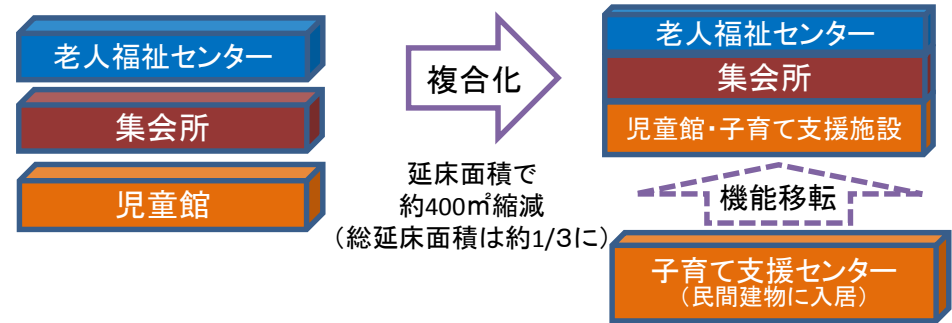 老人福祉センター
集会所
児童館
複合化
延床面積で
約400㎡縮減
（総延床面積は約1/3に）
老人福祉センター
集会所
児童館・子育て支援施設
機能移転
子育て支援センター
（民間建物に入居）